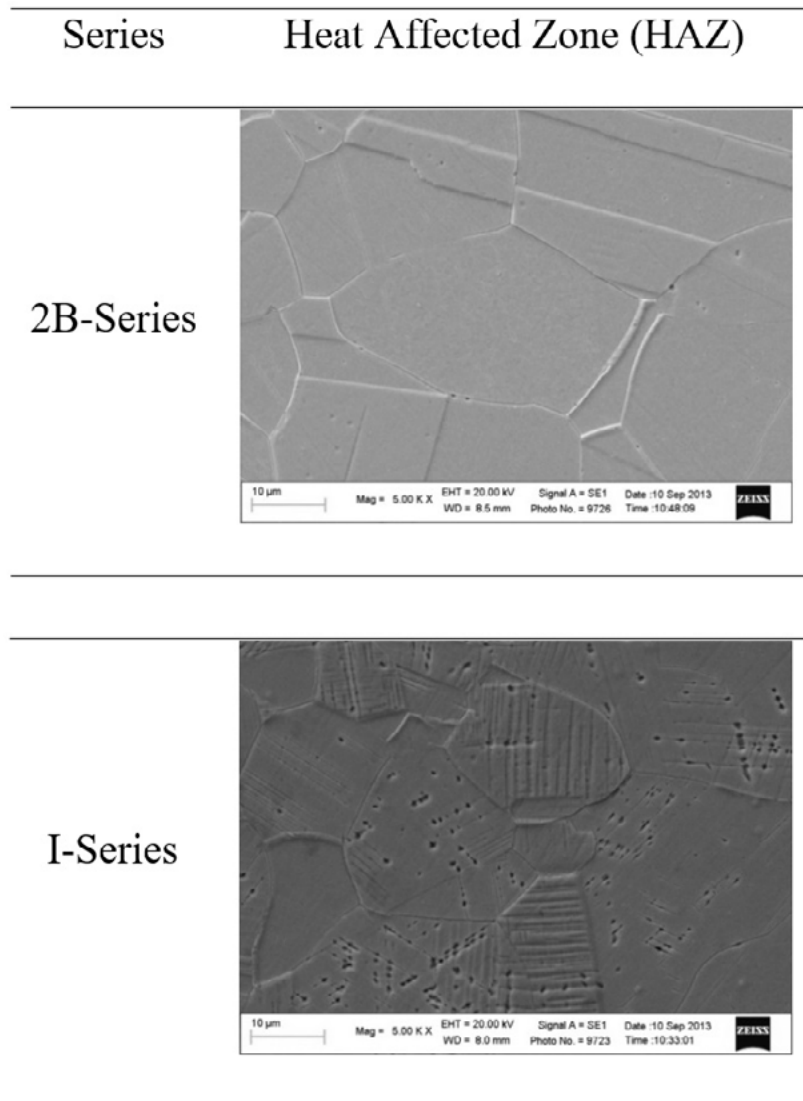 Series Heat Affected Zone (HAZ)
2B-Series
10 µm Mag = 5.00 K X EHT = 20.00 kV Signal A = SE1 Date :10 Sep 2013 ZEISS
WD = 8.5 mm Photo No. = 9726 Time :10:48:09
I-Series
10 µm Mag = 5.00 K X EHT = 20.00 kV Signal A = SE1 Date :10 Sep 2013 ZEISS
WD = 8.0 mm Photo No. = 9723 Time :10:33:01